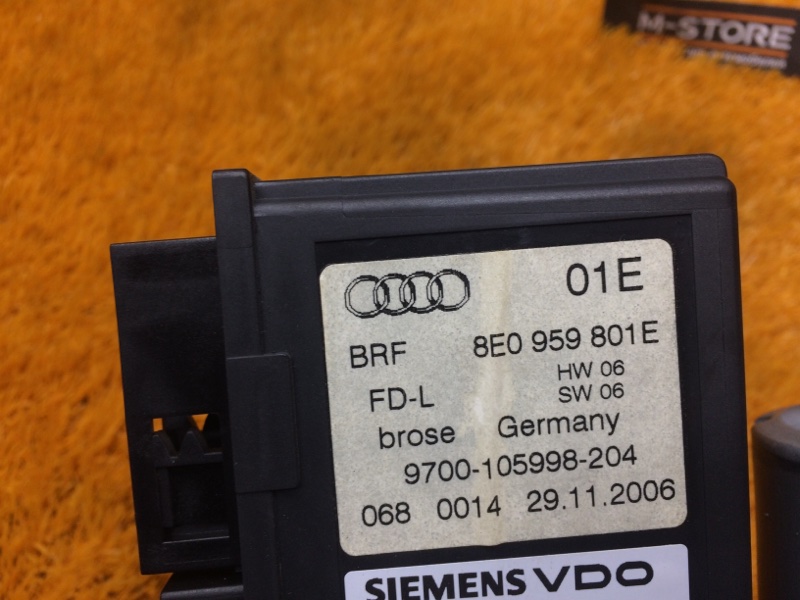 M-STORE
01E
BRF 8E0 959 801E
HW 06
FD-L SW 06
brose Germany
9700-105998-204
068 0014 29.11.2006
SIEMENS VDO